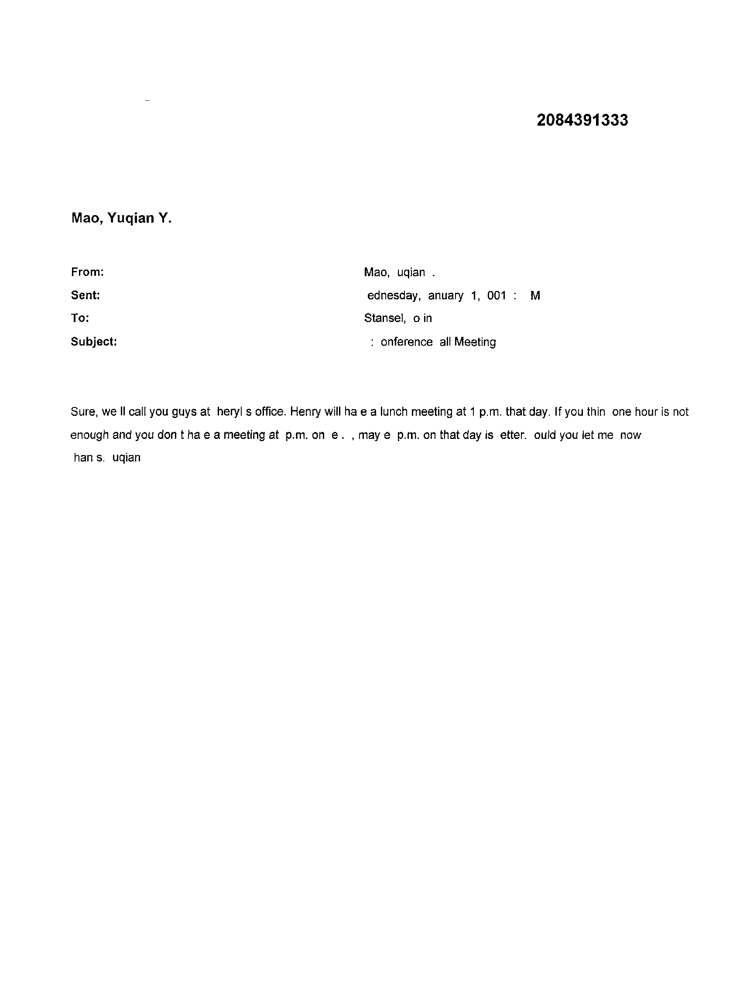 2084391333
Mao, Yuqian Y.
From: Mao, uqian .
Sent: ednesday, anuary 1, 001 : M
To: Stansel, o in
Subject: : onference all Meeting
Sure, we ll call you guys at heryl s office. Henry will ha e a lunch meeting at 1 p.m. that day. If you thin one hour is not
enough and you don t ha e a meeting at p.m. on e . , may e p.m. on that day is etter. ould you let me now
han s. uqian